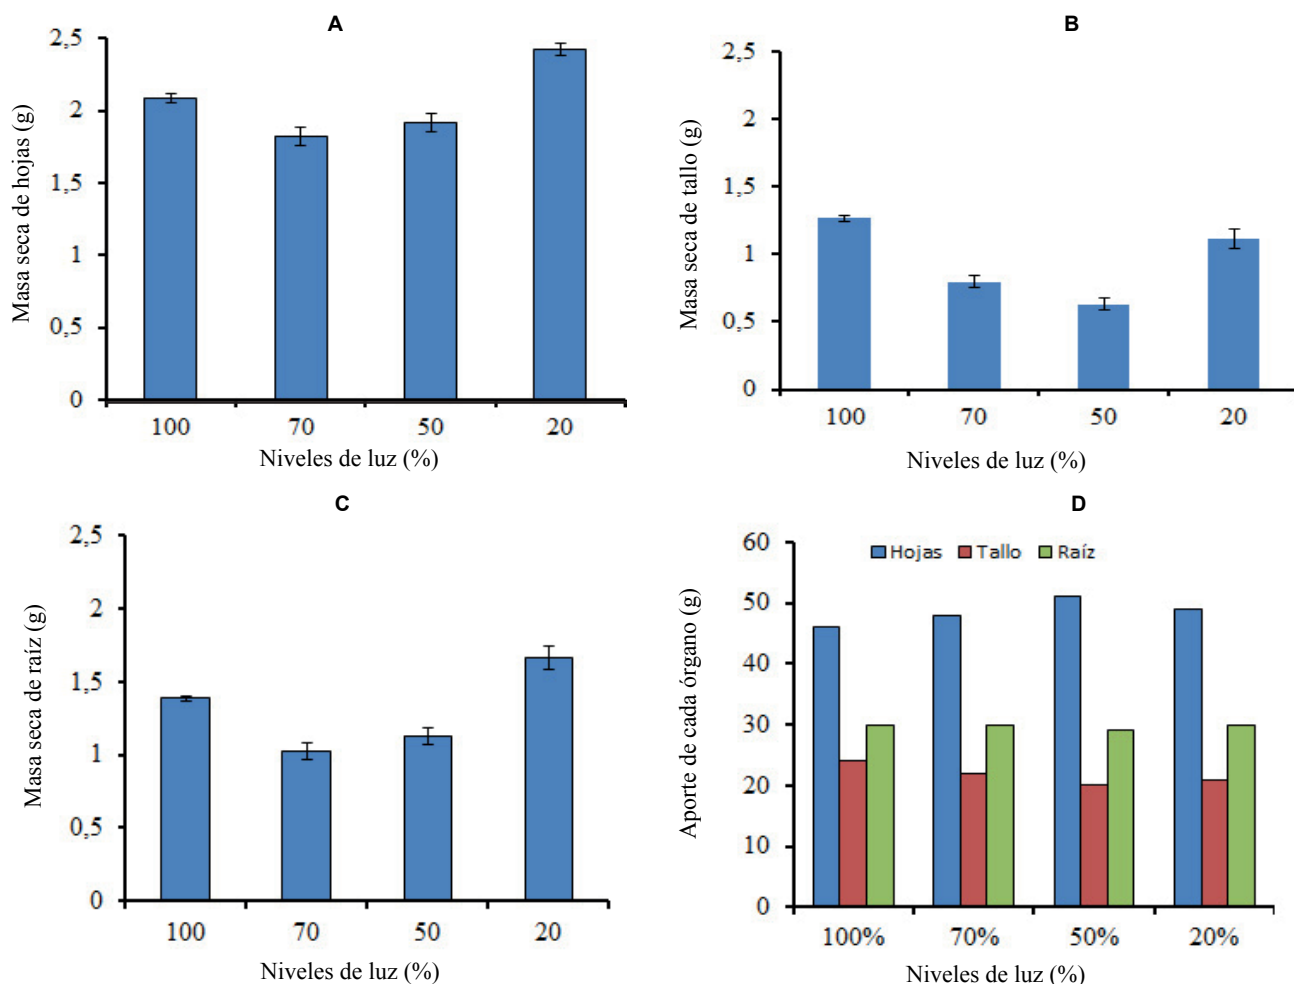 A
Masa seca de hojas (g)
2,5
2
1,5
1
0,5
0
100 70 50 20
Niveles de luz (%)
B
Masa seca de tallo (g)
2,5
2
1,5
1
0,5
0
100 70 50 20
Niveles de luz (%)
C
Masa seca de raíz (g)
2,5
2
1,5
1
0,5
0
100 70 50 20
Niveles de luz (%)
D
Aporte de cada órgano (g)
Hojas Tallo Raíz
60
50
40
30
20
10
0
100% 70% 50% 20%
Niveles de luz (%)